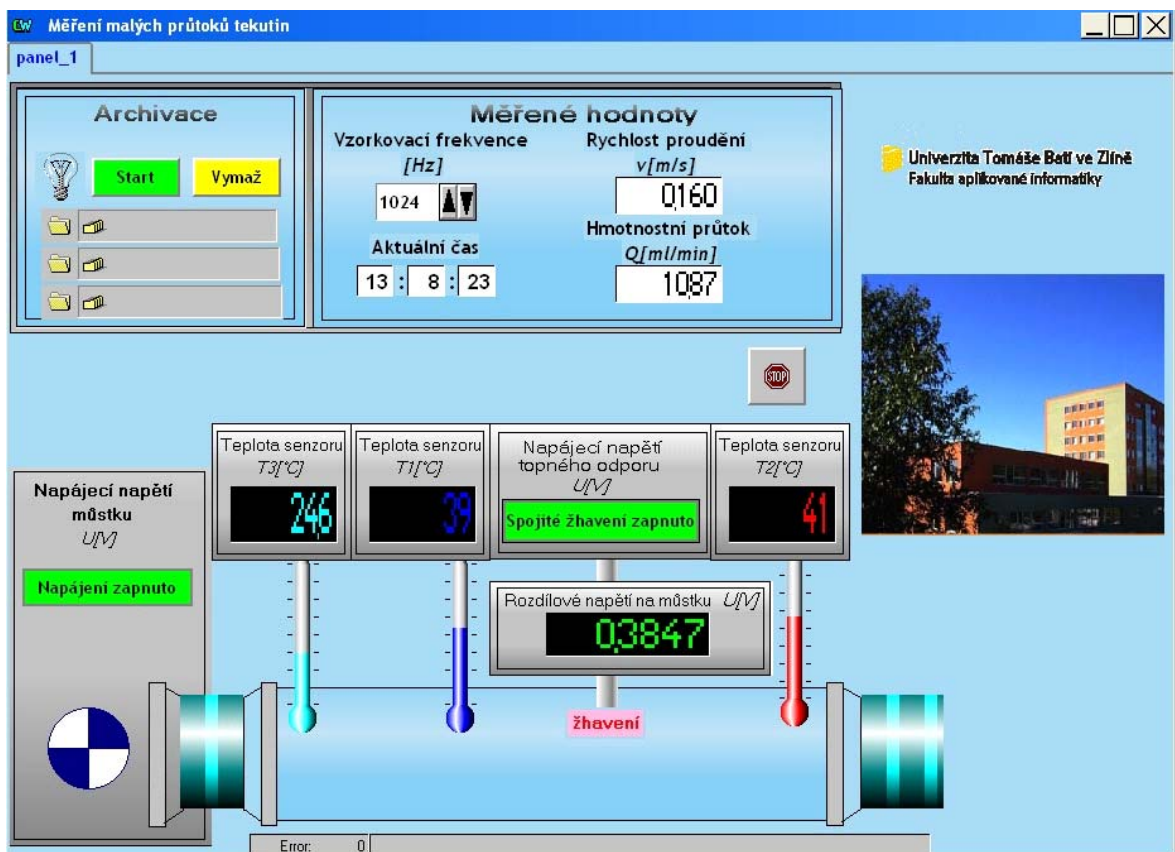 Měření malých průtoků tekutin
panel_1
Archivace
Start
Vymaž
Měřené hodnoty
Vzorkovací frekvence
[Hz]
1024
Aktuální čas
13 : 8 : 23
Rychlost proudění
v[m/s]
0,160
Hmotnostní průtok
Q[ml/min]
10,87
Univerzita Tomáše Bati ve Zlíně
Fakulta aplikované informatiky
STOP
Napájecí napětí
můstku
U[V]
Napájení zapnuto
Teplota senzoru
T3[°C]
24,6
Teplota senzoru
T1[°C]
39
Napájecí napětí
topného odporu
U[V]
Spojité žhavení zapnuto
Teplota senzoru
T2[°C]
41
Rozdílové napětí na můstku U[V]
0,3847
žhavení
Error: 0